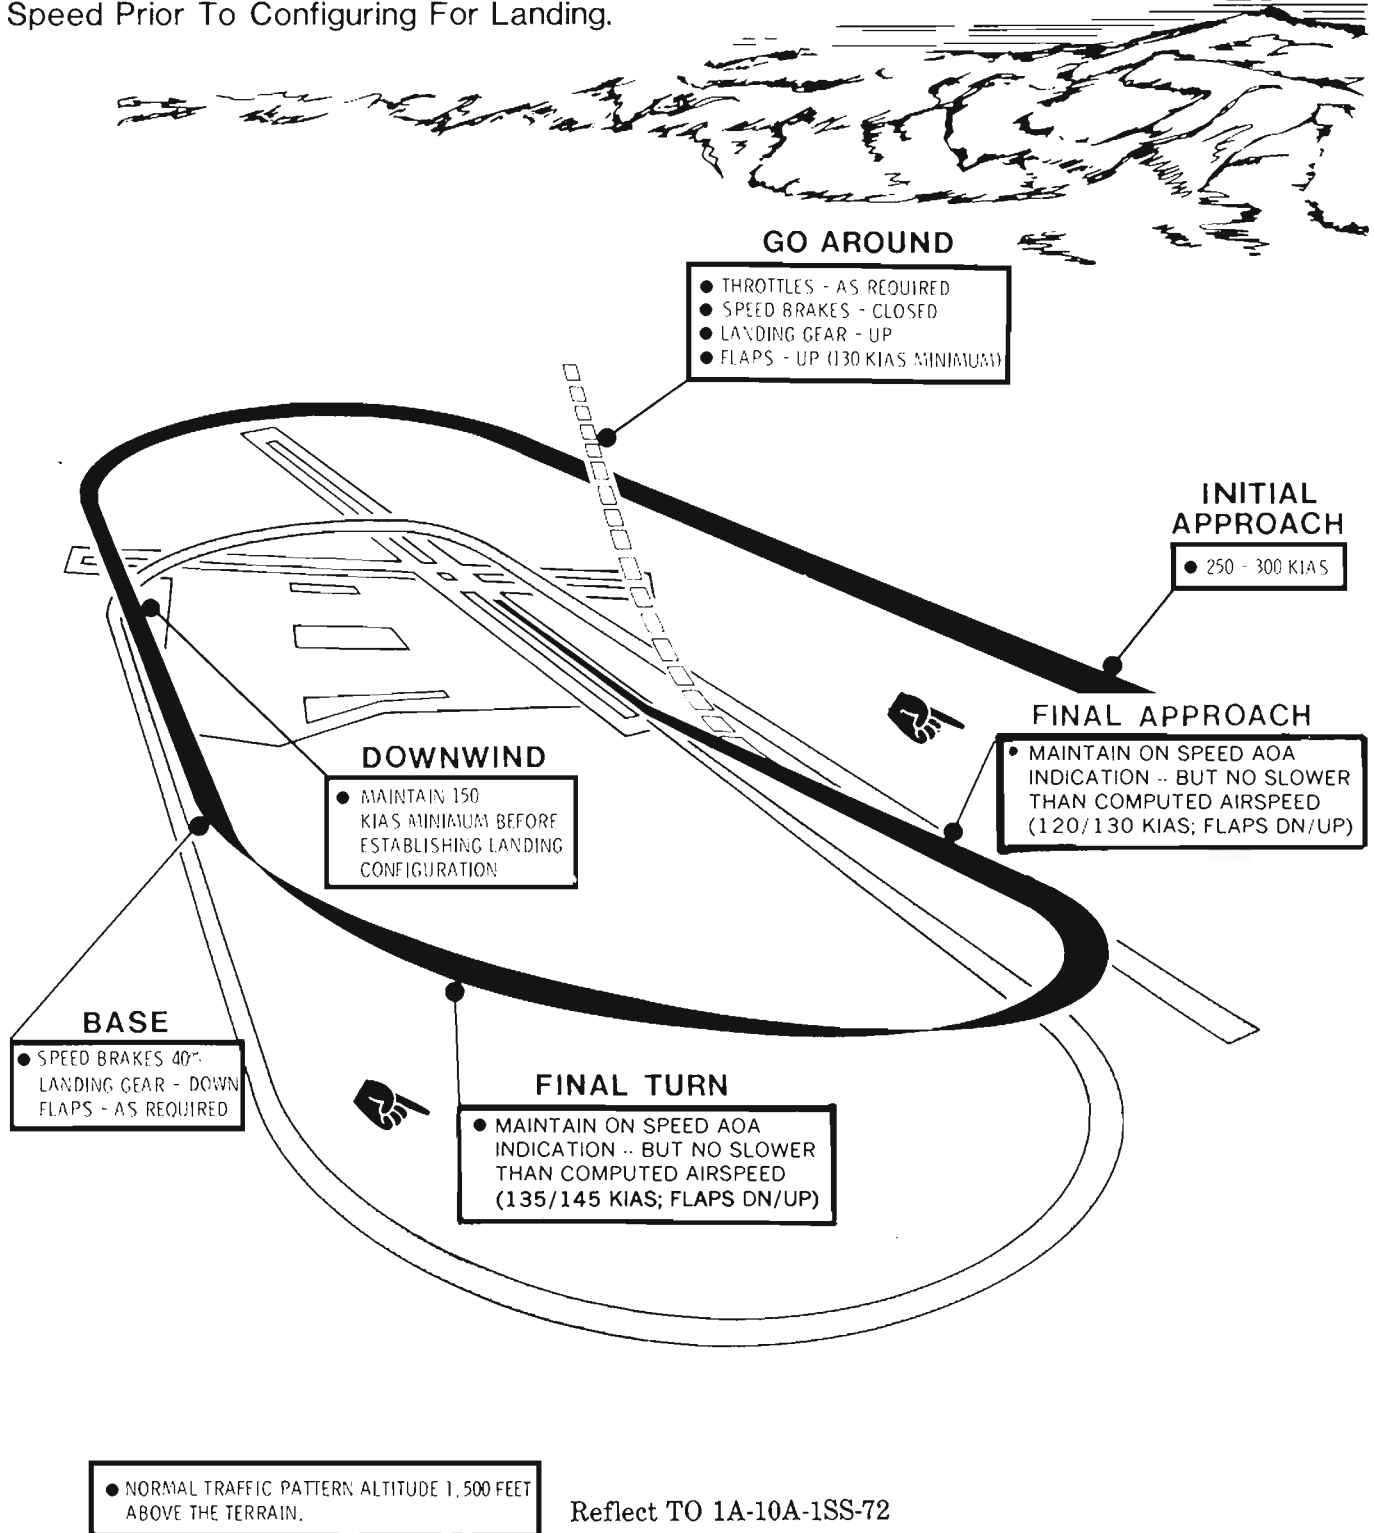 Speed Prior To Configuring For Landing.
GO AROUND
● THROTTLES - AS REQUIRED
● SPEED BRAKES - CLOSED
● LANDING GEAR - UP
● FLAPS - UP (130 KIAS MINIMUM)
INITIAL
APPROACH
● 250 - 300 KIAS
FINAL APPROACH
● MAINTAIN ON SPEED AOA
INDICATION -- BUT NO SLOWER
THAN COMPUTED AIRSPEED
(120/130 KIAS; FLAPS DN/UP)
DOWNWIND
● MAINTAIN 150
KIAS MINIMUM BEFORE
ESTABLISHING LANDING
CONFIGURATION
BASE
● SPEED BRAKES 40%
LANDING GEAR - DOWN
FLAPS - AS REQUIRED
FINAL TURN
● MAINTAIN ON SPEED AOA
INDICATION -- BUT NO SLOWER
THAN COMPUTED AIRSPEED
(135/145 KIAS; FLAPS DN/UP)
● NORMAL TRAFFIC PATTERN ALTITUDE 1,500 FEET
ABOVE THE TERRAIN.
Reflect TO 1A-10A-1SS-72